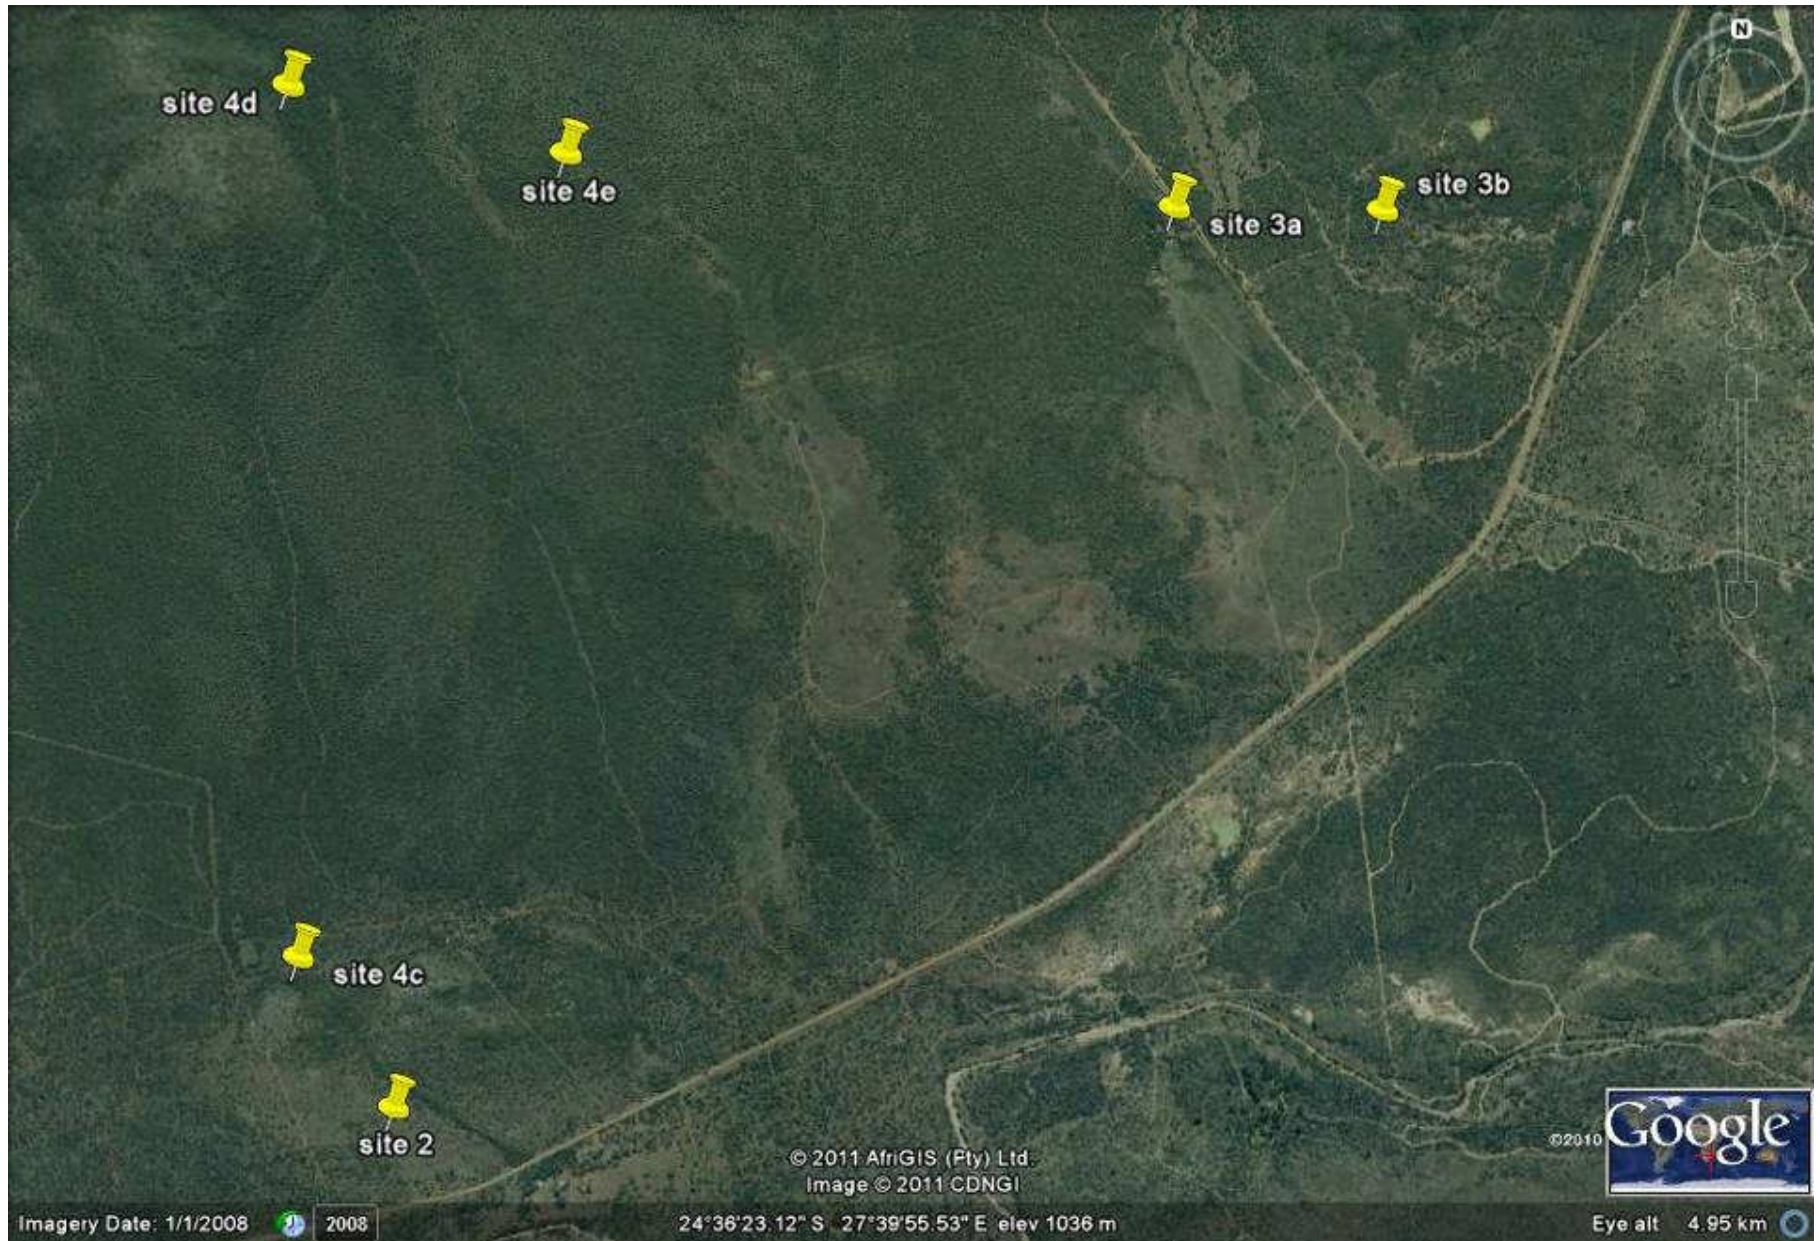 N
site 4d
site 4e
site 3b
site 3a
site 4c
site 2
© 2011 AfriGIS (Pty) Ltd.
Image © 2011 CDNGI
©2010 Google
Imagery Date: 1/1/2008
2008
24°36'23.12" S 27°39'55.53" E elev 1036 m
Eye alt 4.95 km